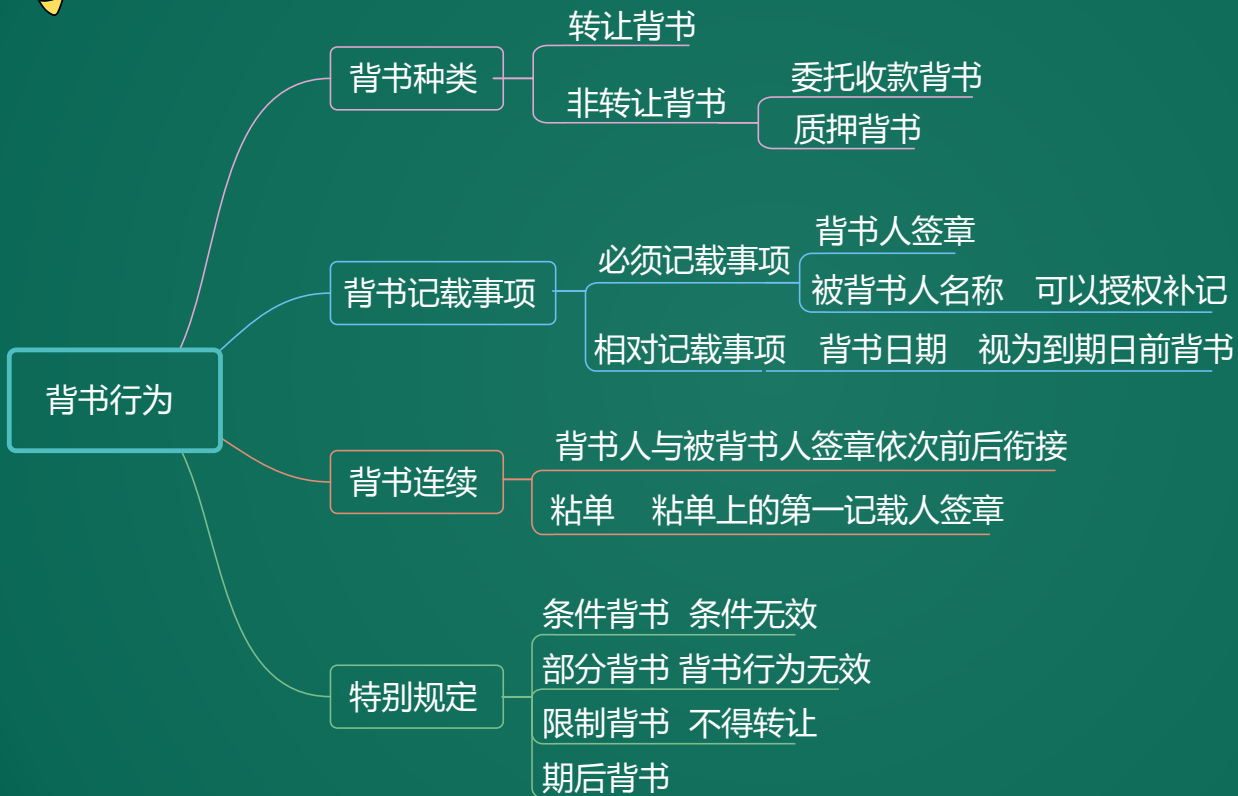 转让背书
背书种类
委托收款背书
非转让背书
质押背书
背书人签章
必须记载事项
背书记载事项
被背书人名称 可以授权补记
相对记载事项 背书日期 视为到期日前背书
背书行为
背书人与被背书人签章依次前后衔接
背书连续
粘单 粘单上的第一记载人签章
条件背书 条件无效
部分背书 背书行为无效
特别规定
限制背书 不得转让
期后背书